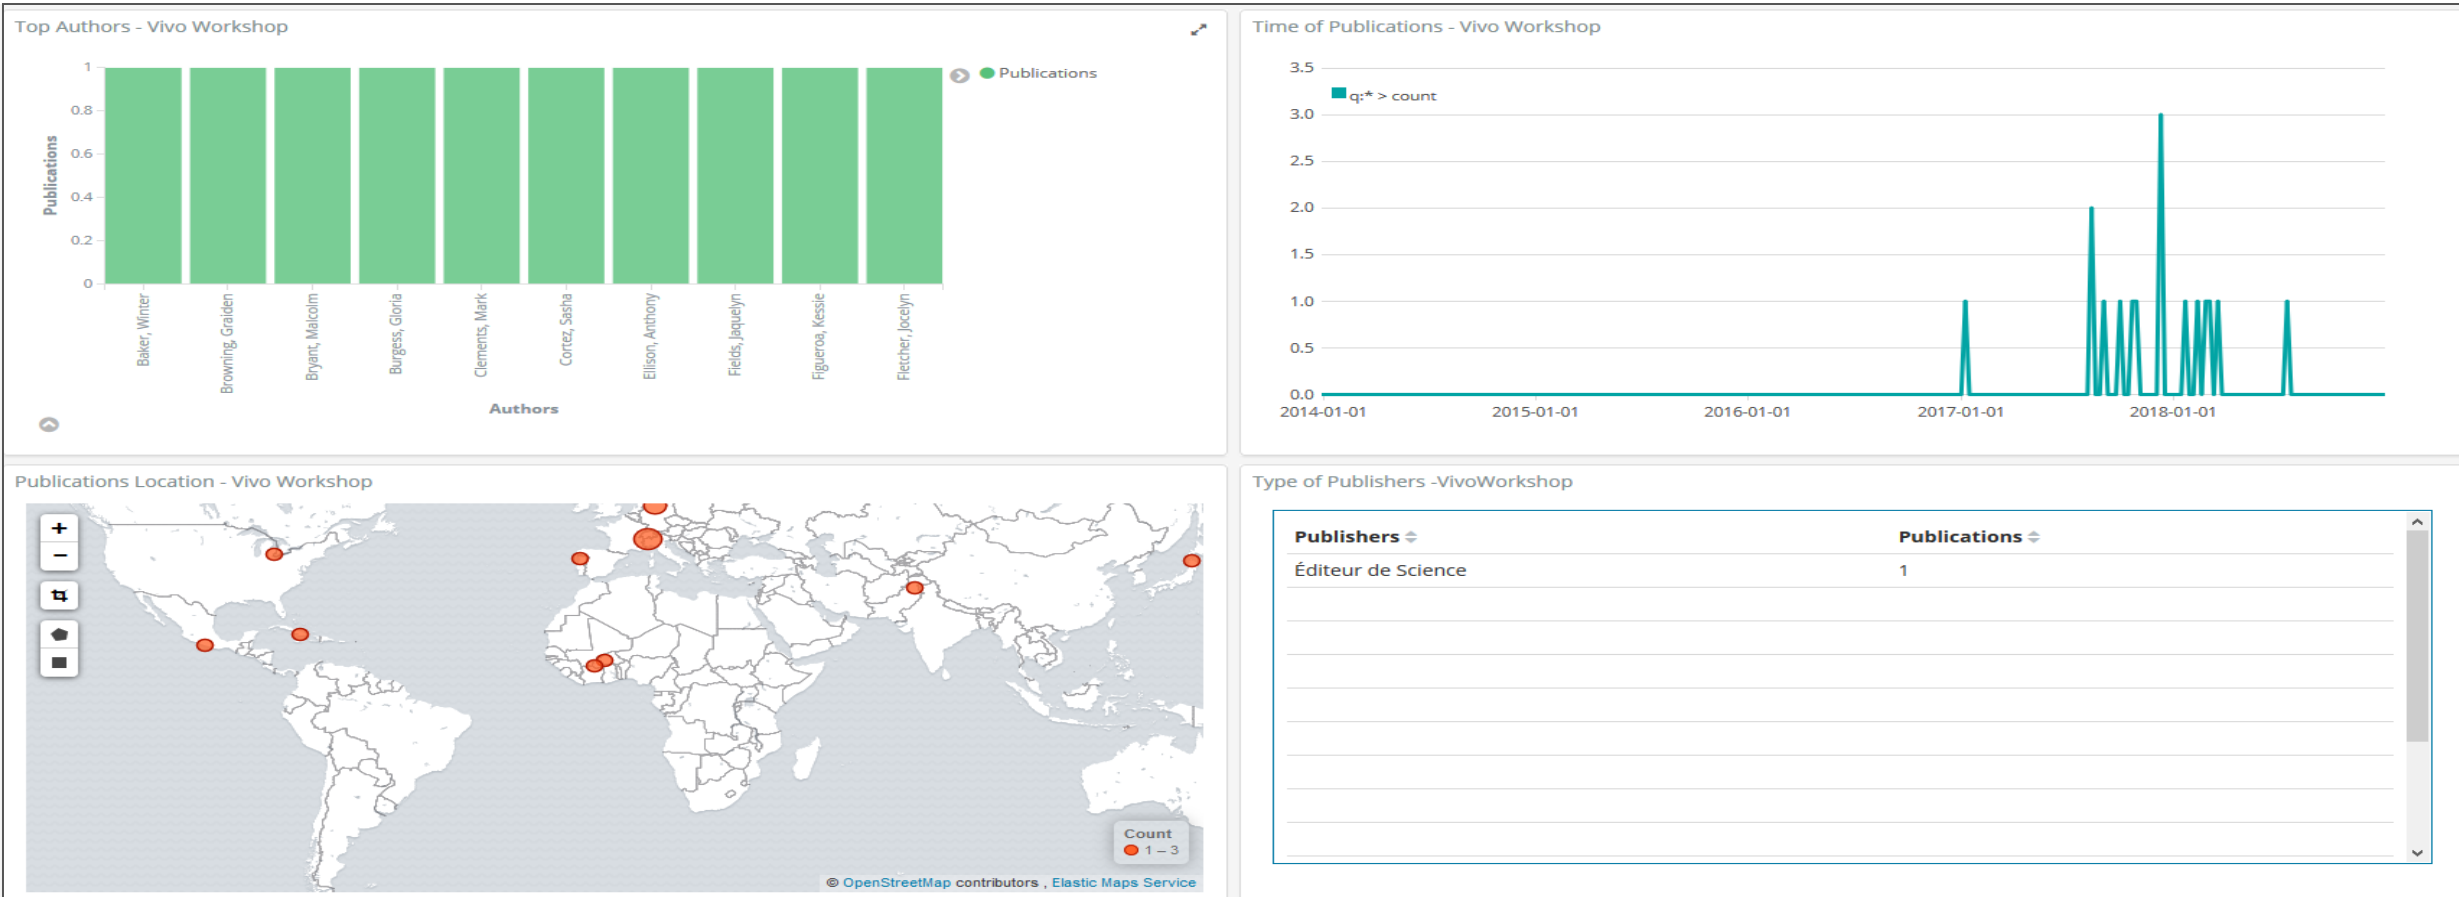 Top Authors - Vivo Workshop
1
0.8
0.6
0.4
0.2
0
Publications
Publications
Baker, Winter
Browning, Graiden
Bryant, Malcolm
Burgess, Gloria
Clements, Mark
Cortez, Sasha
Ellison, Anthony
Fields, Jaquelyn
Figueroa, Kessie
Fletcher, Jocelyn
Authors
Time of Publications - Vivo Workshop
3.5
q:* > count
3.0
2.5
2.0
1.5
1.0
0.5
0.0
2014-01-01 2015-01-01 2016-01-01 2017-01-01 2018-01-01
Publications Location - Vivo Workshop
+
−
Count
1 – 3
© OpenStreetMap contributors , Elastic Maps Service
Type of Publishers -VivoWorkshop
Publishers Publications
Éditeur de Science 1